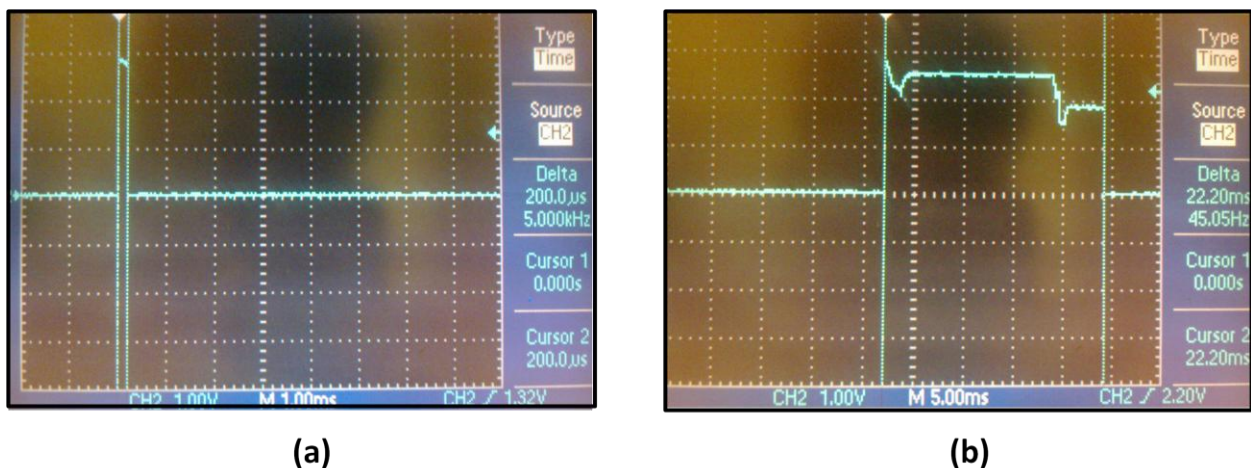 Type
Time
Source
CH2
Delta
200.0us
5.000kHz
Cursor 1
0.000s
Cursor 2
200.0us
CH2 1.00V M 1.00ms CH2 ∫ 1.32V
Type
Time
Source
CH2
Delta
22.20ms
45.05Hz
Cursor 1
0.000s
Cursor 2
22.20ms
CH2 1.00V M 5.00ms CH2 ∫ 2.20V
(a)
(b)